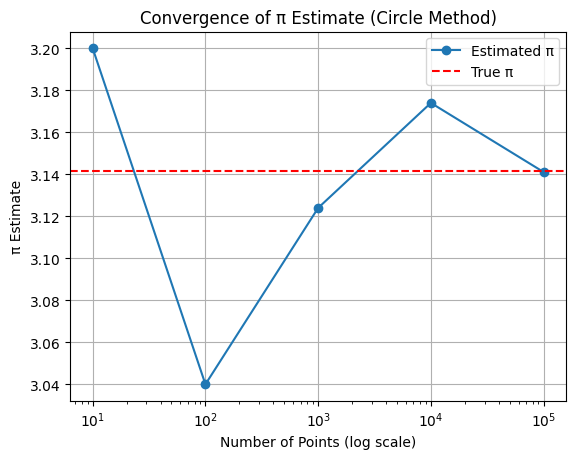 Convergence of π Estimate (Circle Method)
Estimated π
True π
π Estimate
3.20
3.18
3.16
3.14
3.12
3.10
3.08
3.06
3.04
10¹
10²
10³
10⁴
10⁵
Number of Points (log scale)